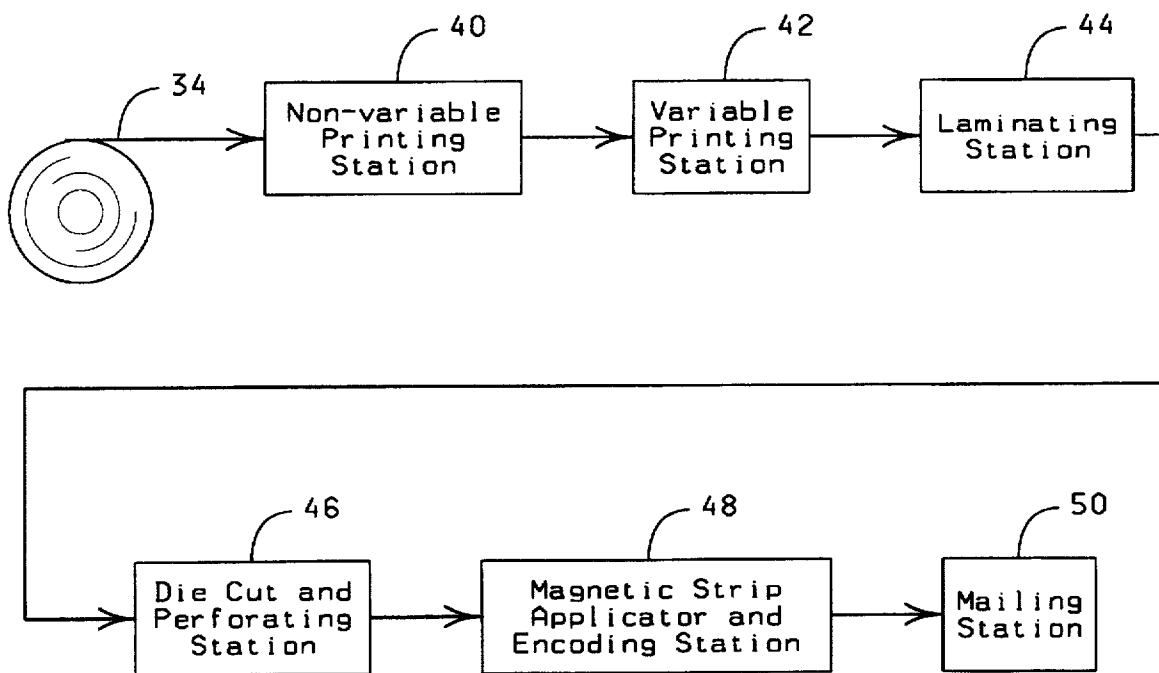 34
40
Non-variable
Printing
Station
42
Variable
Printing
Station
44
Laminating
Station
46
Die Cut and
Perforating
Station
48
Magnetic Strip
Applicator and
Encoding Station
50
Mailing
Station